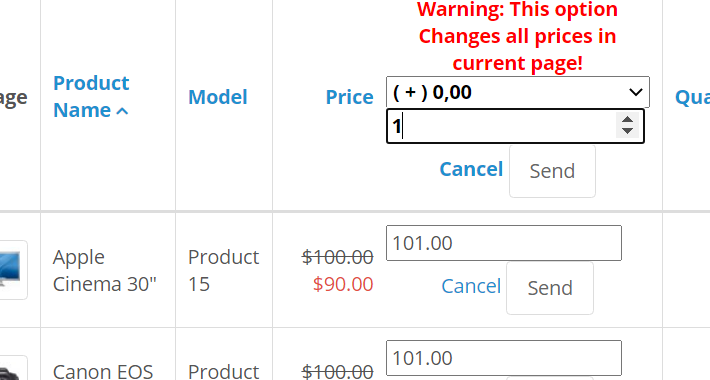 Warning: This option
Changes all prices in
current page!
age
Product
Name
Model
Price
( + ) 0,00
Qua
1
Cancel
Send
Apple
Cinema 30"
Product
15
$100.00
$90.00
101.00
Cancel
Send
Canon EOS
Product
$100.00
101.00